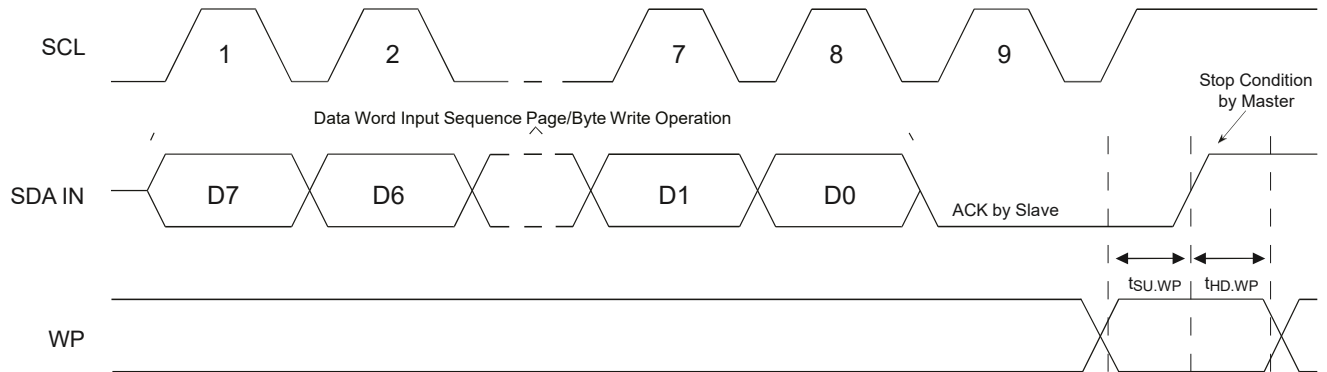 SCL
1
2
7
8
9
Stop Condition
by Master
Data Word Input Sequence Page/Byte Write Operation
SDA IN
D7
D6
D1
D0
ACK by Slave
tSU.WP
tHD.WP
WP